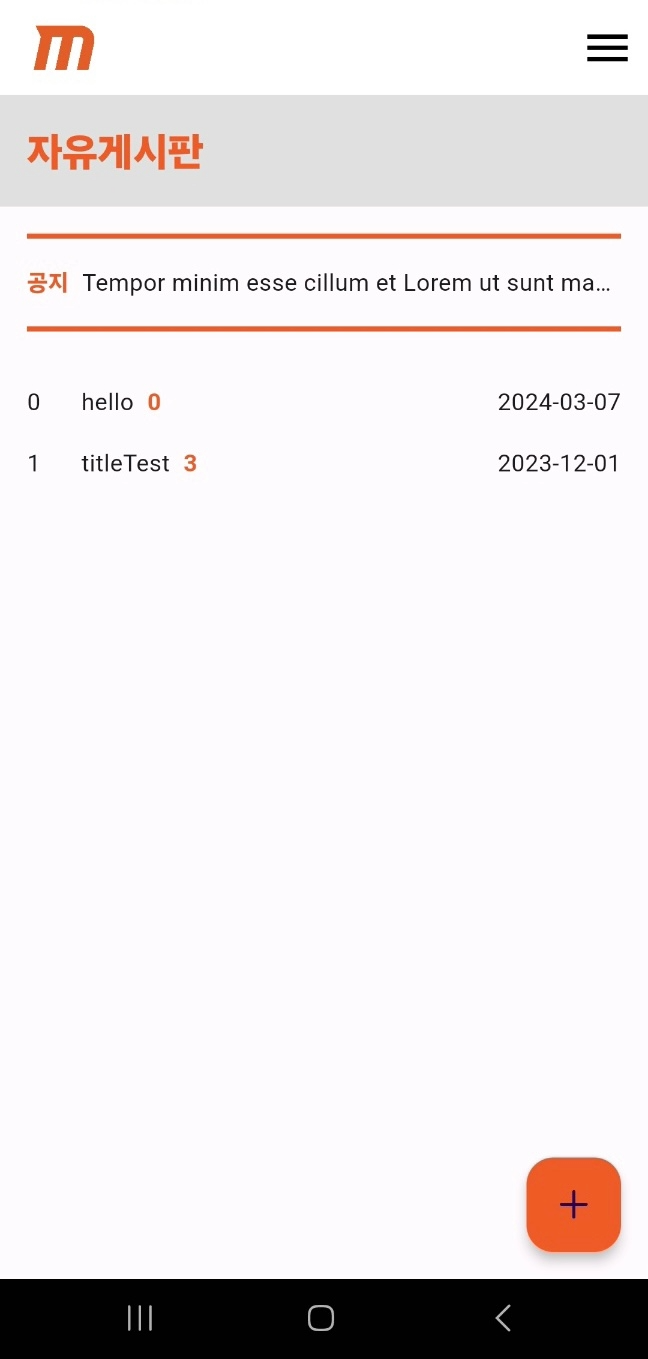 m
자유게시판
공지 Tempor minim esse cillum et Lorem ut sunt ma...
0 hello 0 2024-03-07
1 titleTest 3 2023-12-01